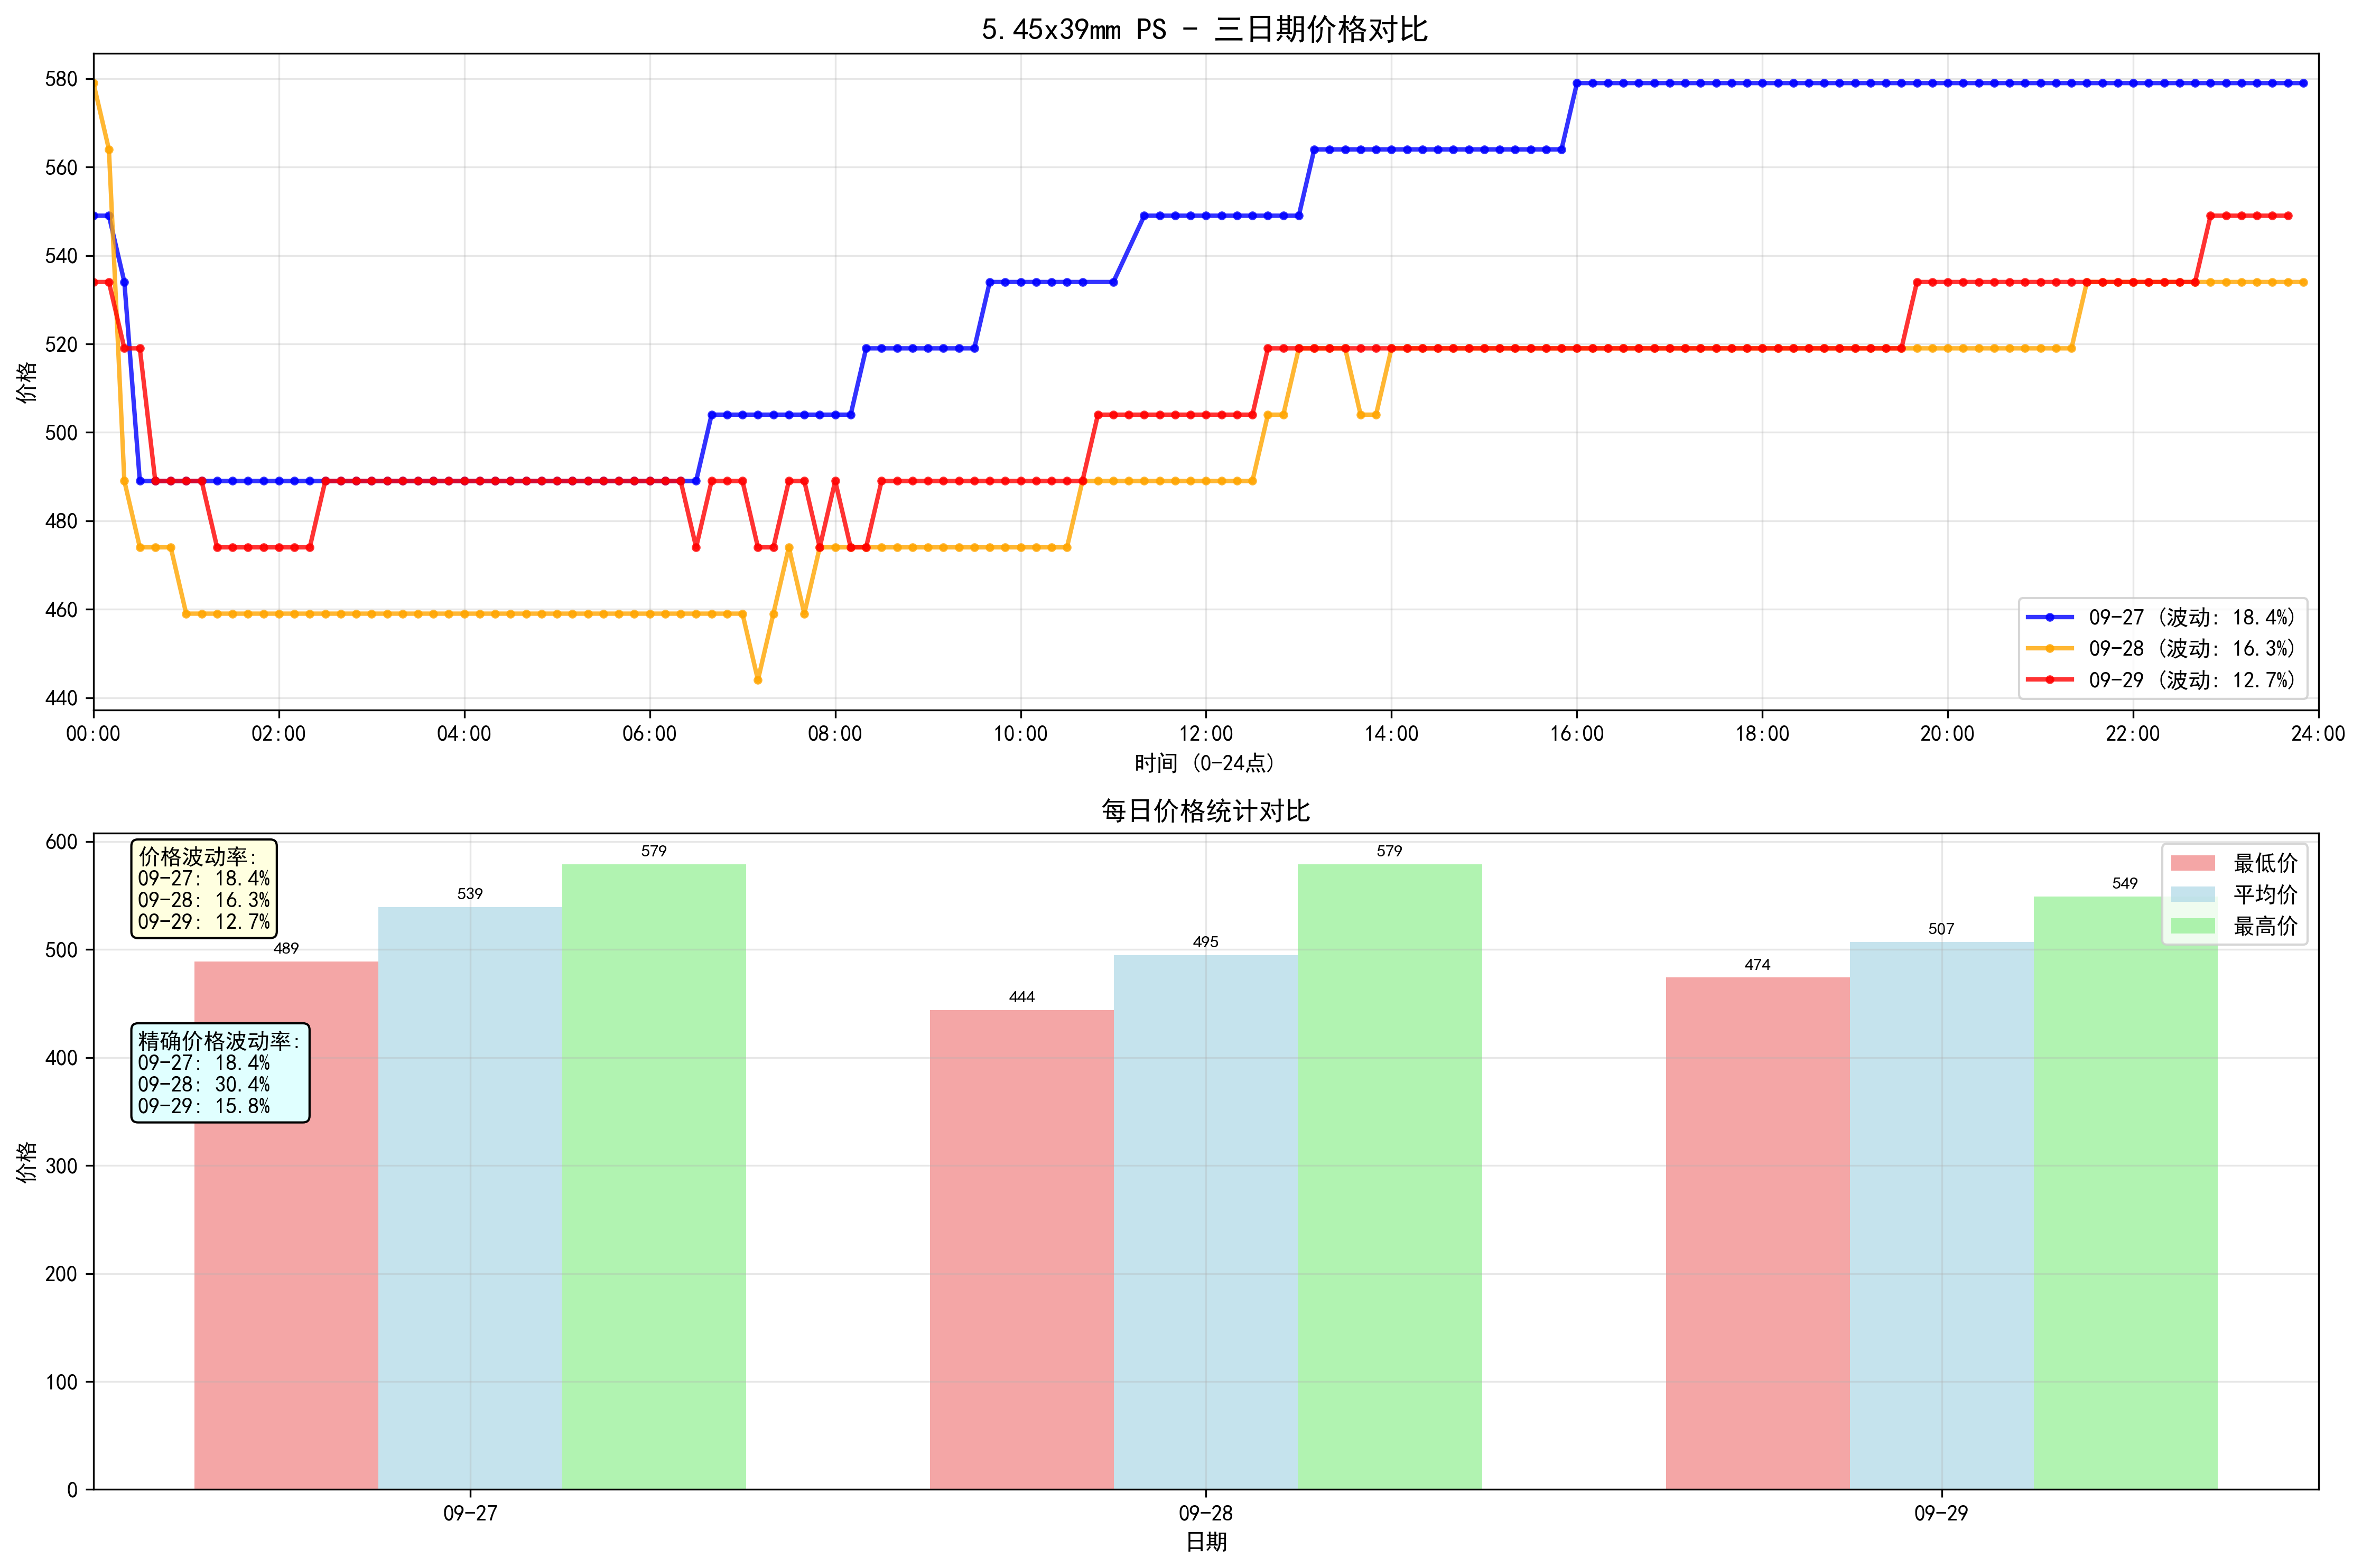 5.45x39mm PS - 三日期价格对比
580
560
540
520
500
480
460
440
价格
09-27 (波动: 18.4%)
09-28 (波动: 16.3%)
09-29 (波动: 12.7%)
00:00 02:00 04:00 06:00 08:00 10:00 12:00 14:00 16:00 18:00 20:00 22:00 24:00
时间 (0-24点)
每日价格统计对比
600
500
400
300
200
100
0
价格
价格波动率:
09-27: 18.4%
09-28: 16.3%
09-29: 12.7%
精确价格波动率:
09-27: 18.4%
09-28: 30.4%
09-29: 15.8%
489 539 579
444 495 579
474 507 549
最低价
平均价
最高价
09-27 09-28 09-29
日期